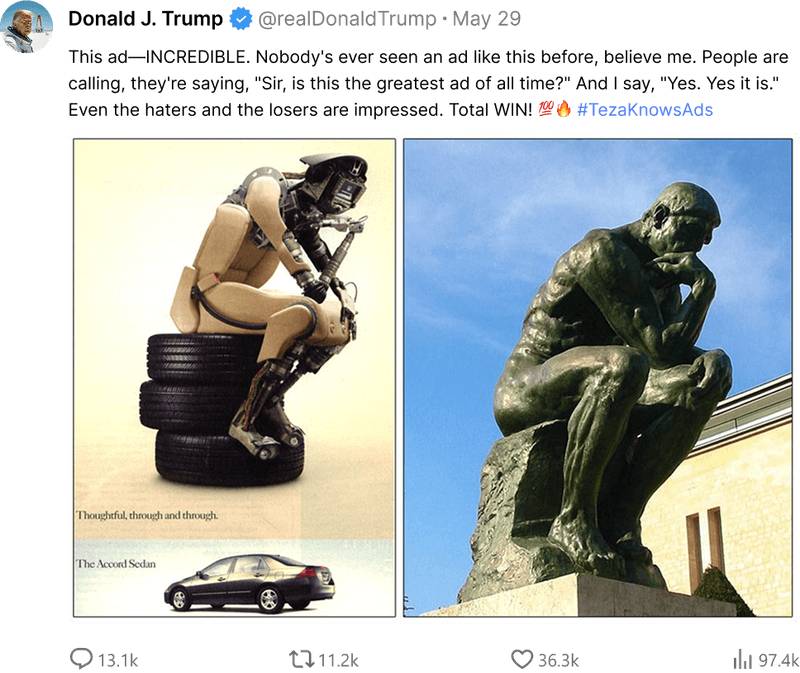 Donald J. Trump @realDonaldTrump · May 29
This ad—INCREDIBLE. Nobody's ever seen an ad like this before, believe me. People are
calling, they're saying, "Sir, is this the greatest ad of all time?" And I say, "Yes. Yes it is."
Even the haters and the losers are impressed. Total WIN! 💯🔥 #TezaKnowsAds
Thoughtful, through and through.
The Accord Sedan
13.1k 11.2k 36.3k 97.4k